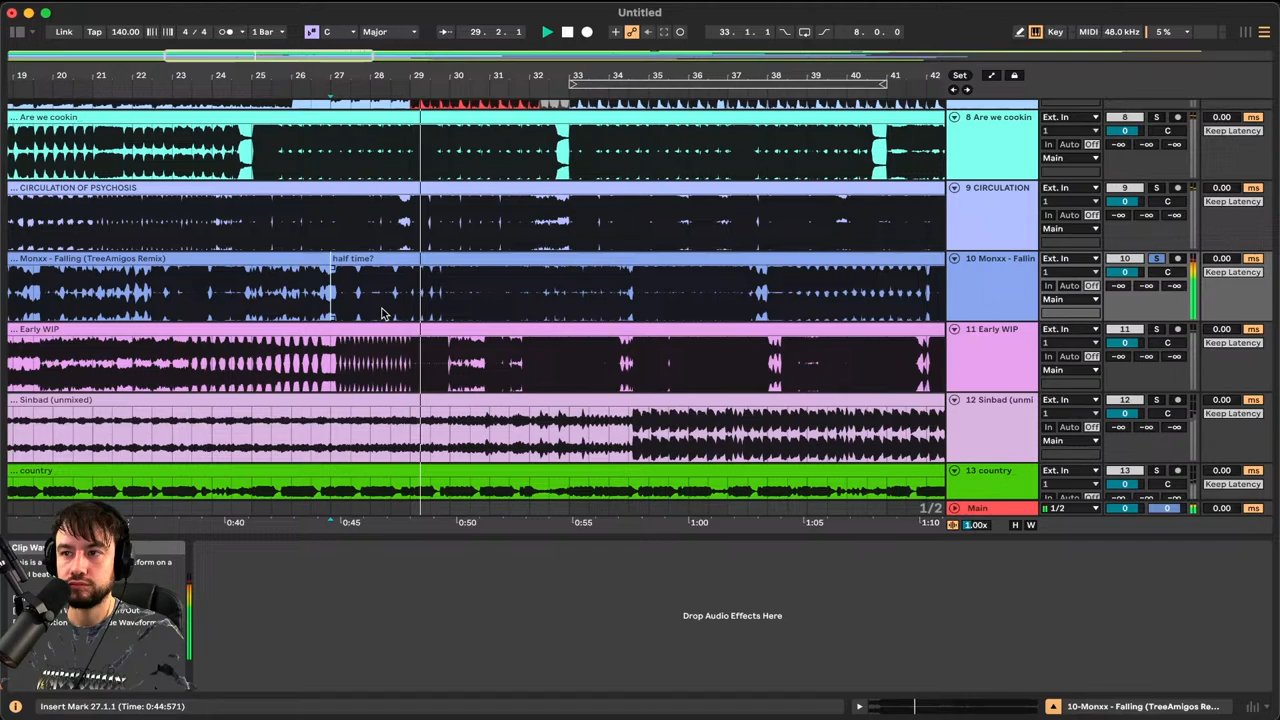 Untitled
Link Tap 140.00 4 / 4 1 Bar C Major 29. 2. 1 33. 1. 1 8. 0. 0 Key MIDI 48.0 kHz 5 %
19 20 21 22 23 24 25 26 27 28 29 30 31 32 33 34 35 36 37 38 39 40 41 42 Set
... Are we cookin 8 Are we cookin Ext. In 8 S 0.00 ms
1 0 C Keep Latency
In Auto Off -∞ -∞ -∞
Main
... CIRCULATION OF PSYCHOSIS 9 CIRCULATION Ext. In 9 S 0.00 ms
1 0 C Keep Latency
In Auto Off -∞ -∞ -∞
Main
... Monxx - Falling (TreeAmigos Remix) half time? 10 Monxx - Fallin Ext. In 10 S 0.00 ms
1 0 C Keep Latency
In Auto Off -∞ -∞ -∞
Main
... Early WIP 11 Early WIP Ext. In 11 S 0.00 ms
1 0 C Keep Latency
In Auto Off -∞ -∞ -∞
Main
... Sinbad (unmixed) 12 Sinbad (unmi Ext. In 12 S 0.00 ms
1 0 C Keep Latency
In Auto Off -∞ -∞ -∞
Main
... country_ 13 country_ Ext. In 13 S 0.00 ms
1 0 C Keep Latency
In Auto Off -∞ -∞ -∞
1/2 Main 1/2 0 0 0.00 ms
0:40 0:45 0:50 0:55 1:00 1:05 1:10 1.00x H W
Clip Wa
is is a form on a
beat
Out
Waveform
Drop Audio Effects Here
Insert Mark 27.1.1 (Time: 0:44:571) 10-Monxx - Falling (TreeAmigos Re...